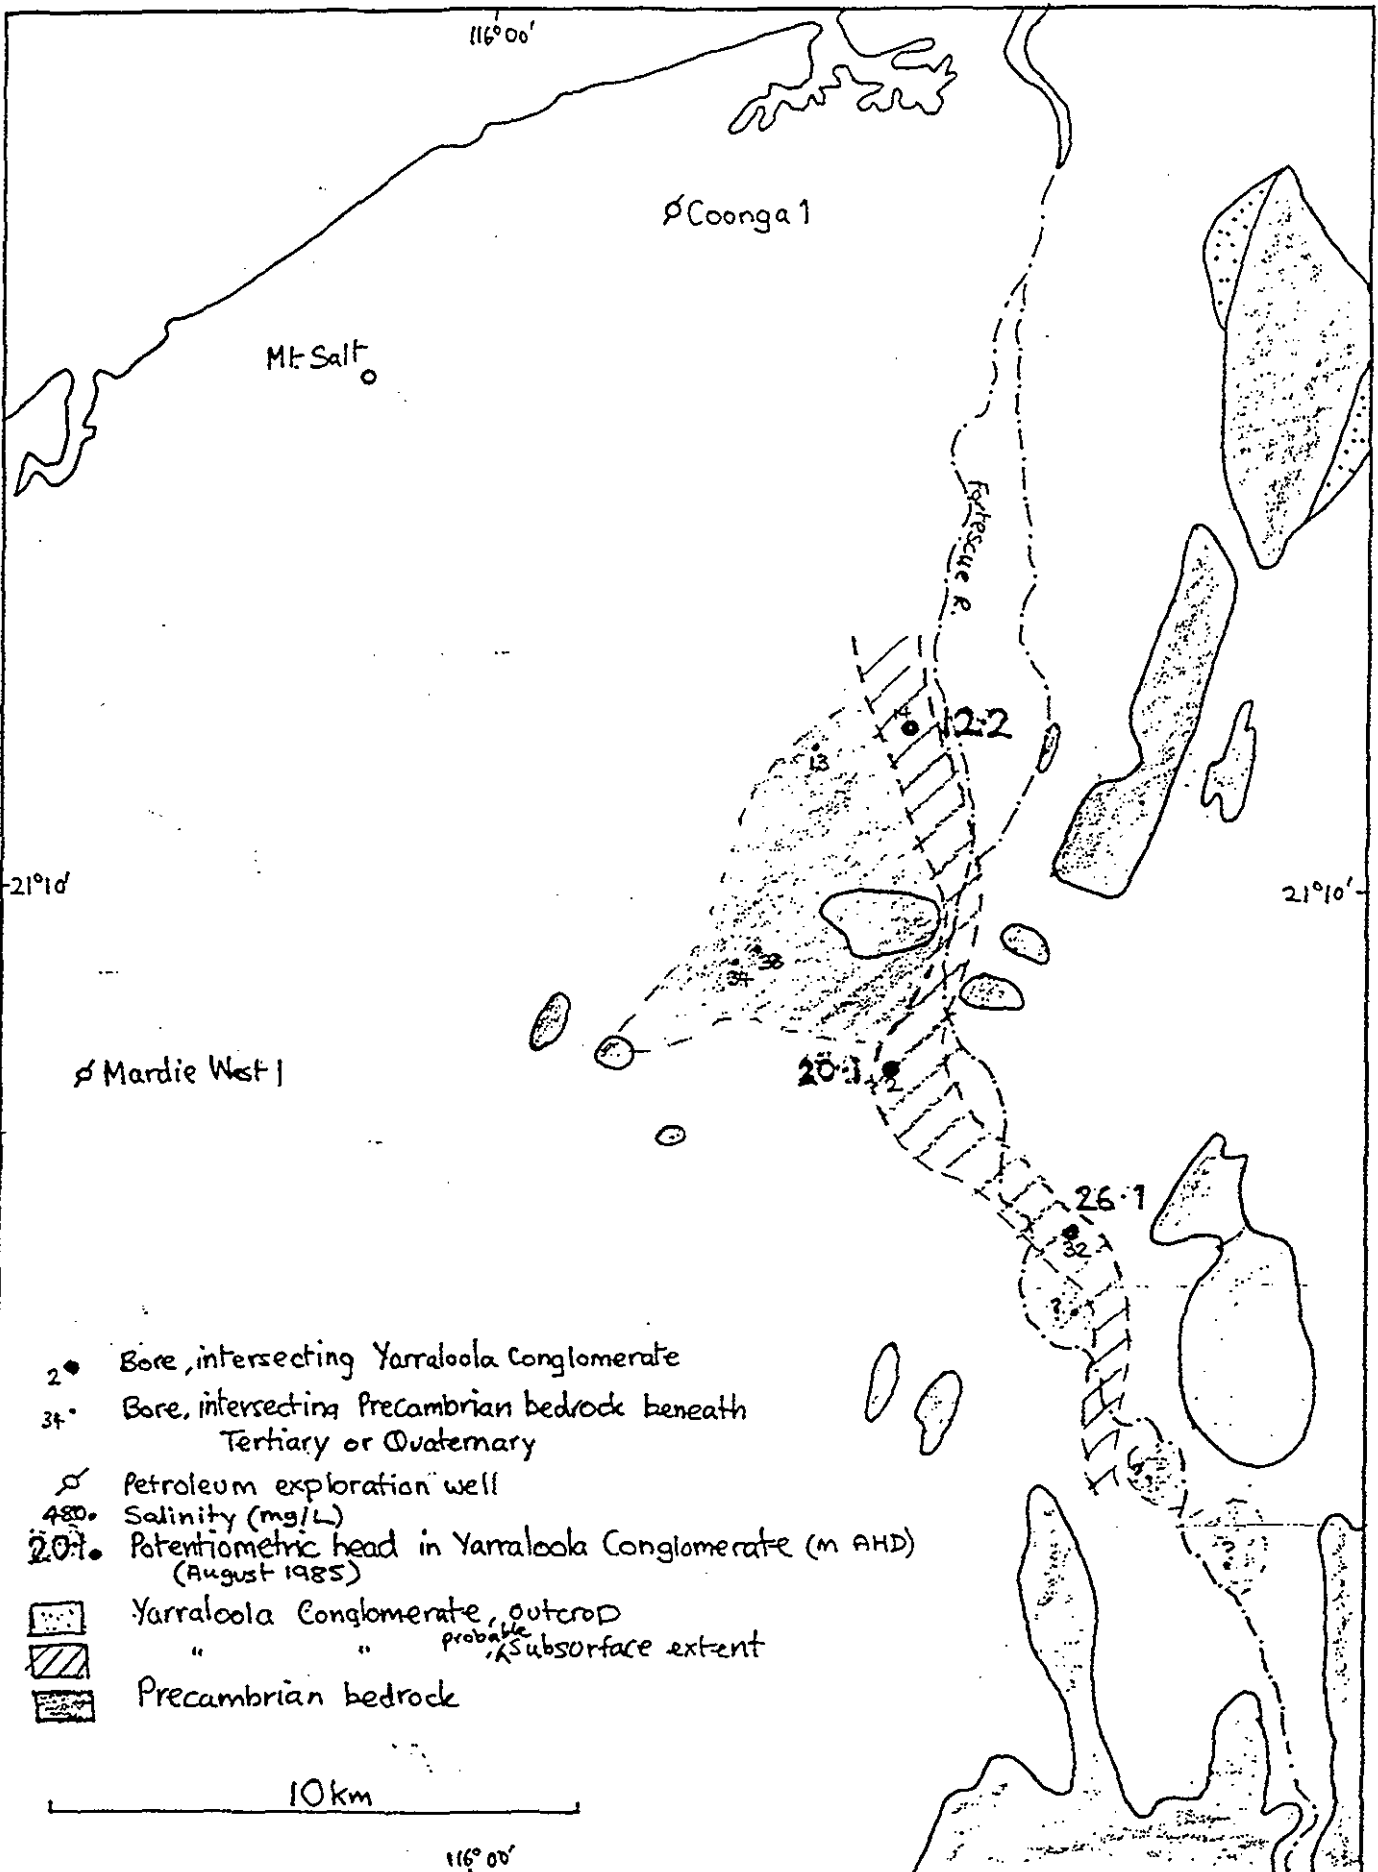 116°00'
Coonga 1
Mt. Salt
Fortescue R.
12.2
13
21°10'
21°10'
38
34
Mardie West 1
20.1
2
26.1
32
?
?
?
2 Bore, intersecting Yarraloola Conglomerate
34 Bore, intersecting Precambrian bedrock beneath
Tertiary or Quaternary
Petroleum exploration well
480. Salinity (mg/L)
20.1. Potentiometric head in Yarraloola Conglomerate (m AHD)
(August 1985)
Yarraloola Conglomerate, outcrop
" " , probable subsurface extent
Precambrian bedrock
10 km
116°00'